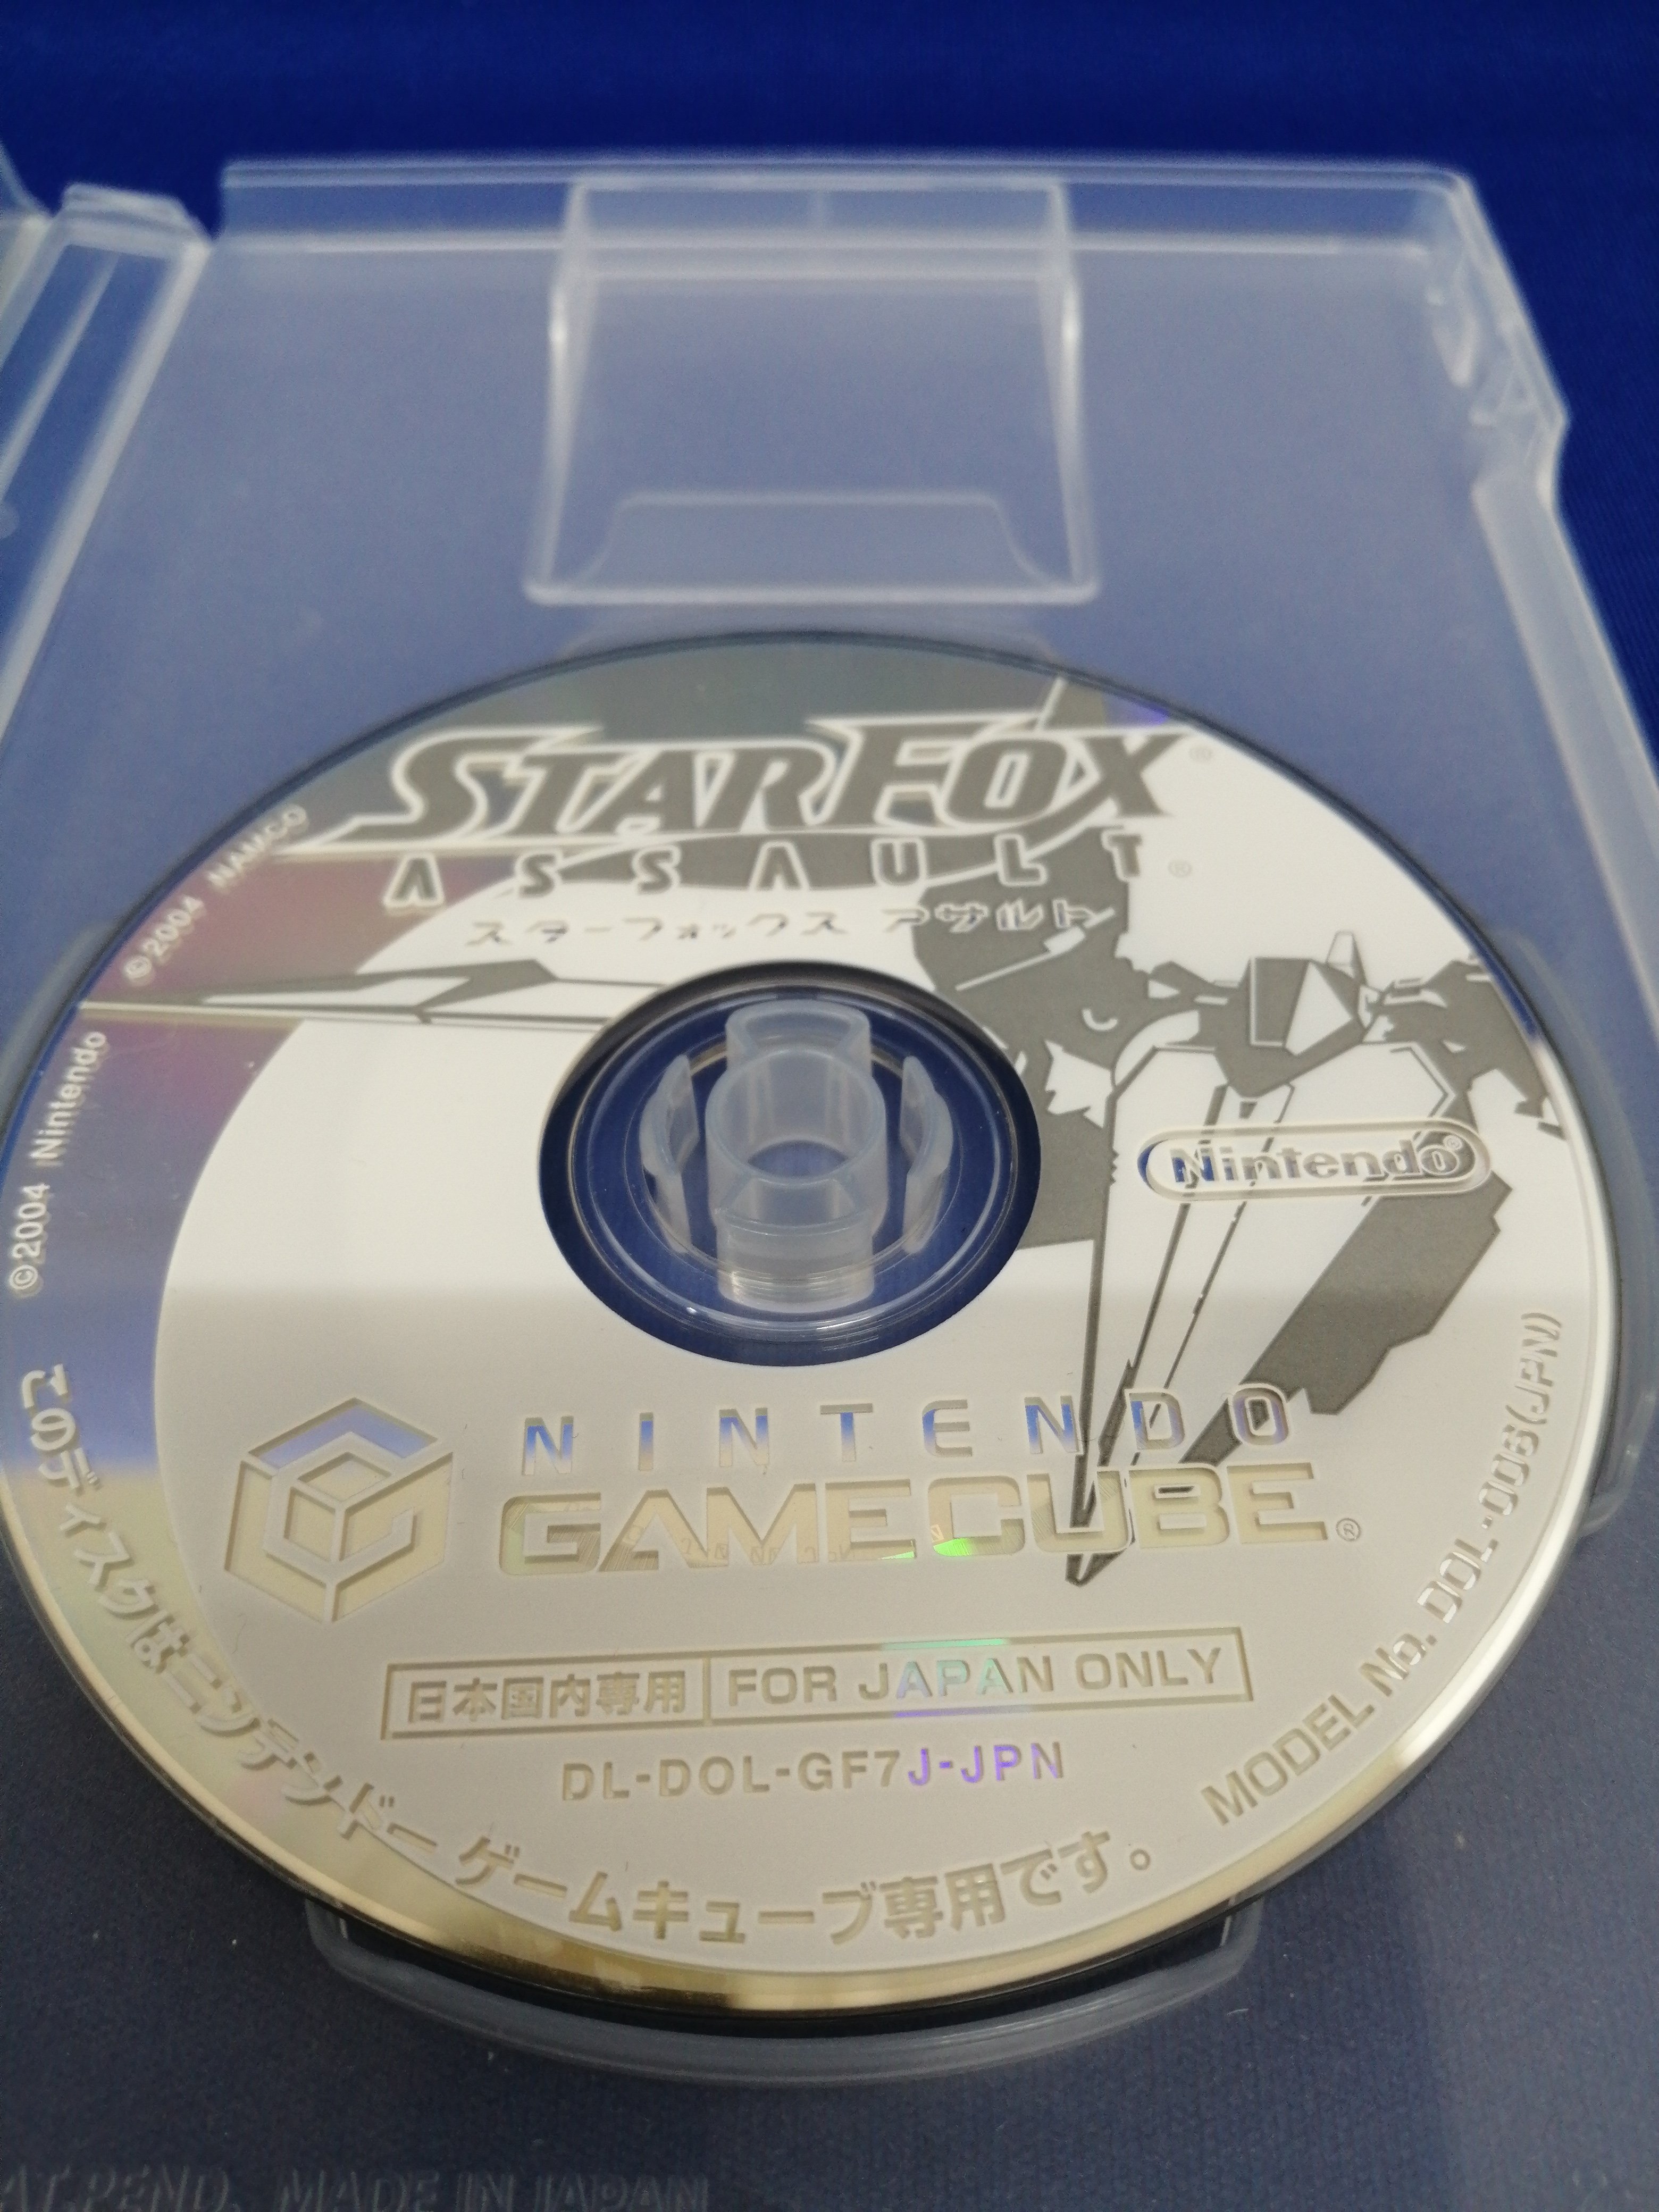 STARFOX®
ASSAULT®
スターフォックス アサルト
©2004 NAMCO
©2004 Nintendo
Nintendo®
NINTENDO
GAMECUBE®
日本国内専用 FOR JAPAN ONLY
DL-DOL-GF7J-JPN
このディスクはニンテンドー ゲームキューブ専用です。
MODEL No. DOL-006(JPN)
AT.PEND. MADE IN JAPAN